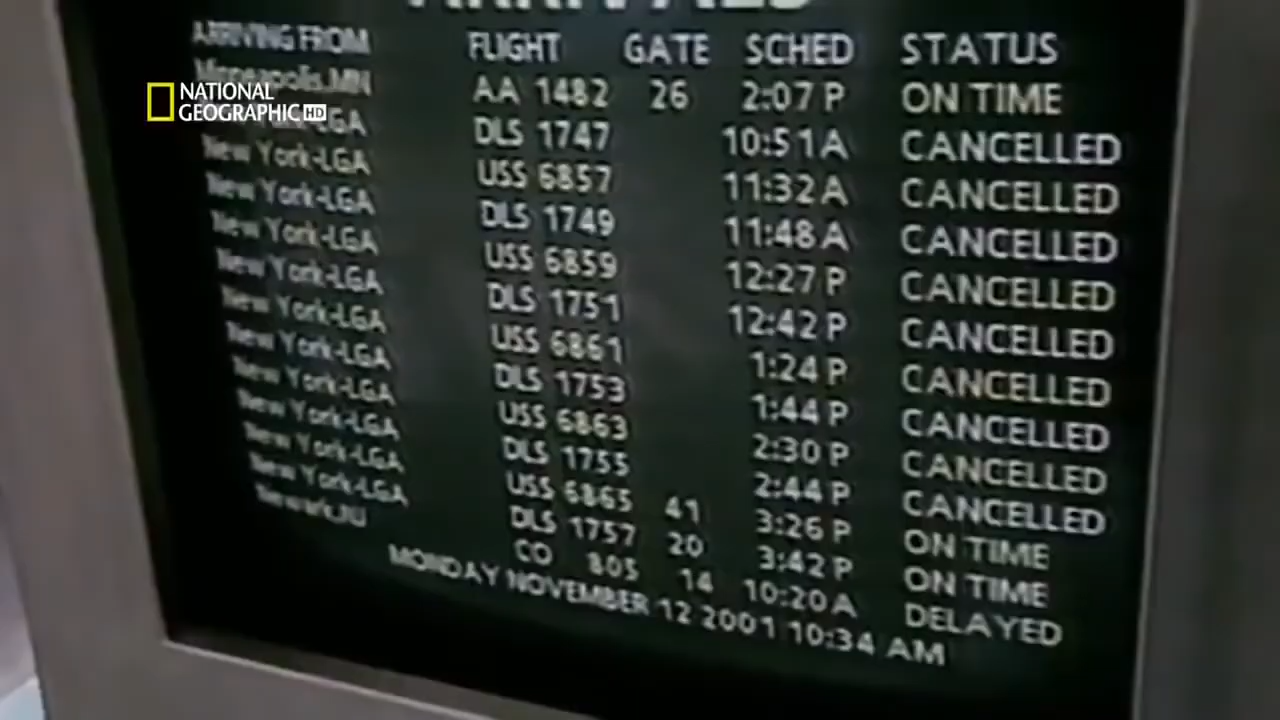 ARRIVALS
ARRIVING FROM FLIGHT GATE SCHED STATUS
Minneapolis,MN AA 1482 26 2:07 P ON TIME
NATIONAL
GEOGRAPHIC HD
York-LGA DLS 1747 10:51 A CANCELLED
New York-LGA USS 6857 11:32 A CANCELLED
New York-LGA DLS 1749 11:48 A CANCELLED
New York-LGA USS 6859 12:27 P CANCELLED
New York-LGA DLS 1751 12:42 P CANCELLED
New York-LGA USS 6861 1:24 P CANCELLED
New York-LGA DLS 1753 1:44 P CANCELLED
New York-LGA USS 6863 2:30 P CANCELLED
New York-LGA DLS 1755 2:44 P CANCELLED
New York-LGA USS 6865 41 3:26 P ON TIME
New York-LGA DLS 1757 20 3:42 P ON TIME
Newark,NJ CO 805 14 10:20 A DELAYED
MONDAY NOVEMBER 12 2001 10:34 AM